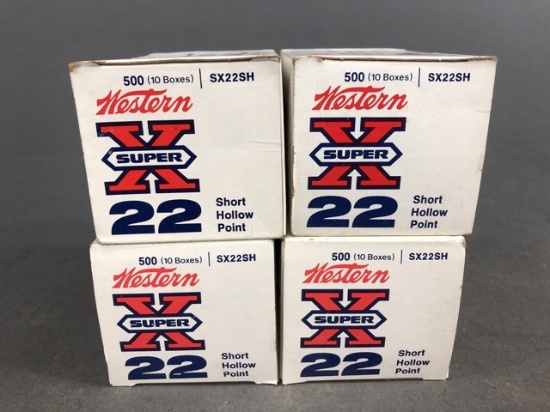 500 (10 Boxes) | SX22SH
Western
X
SUPER
22
Short
Hollow
Point
500 (10 Boxes) | SX22SH
Western
X
SUPER
22
Short
Hollow
Point
500 (10 Boxes) | SX22SH
Western
X
SUPER
22
Short
Hollow
Point
500 (10 Boxes) | SX22SH
Western
X
SUPER
22
Short
Hollow
Point